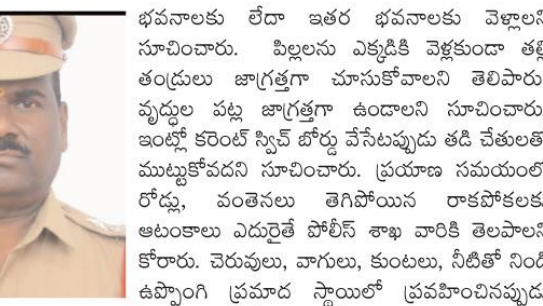 భవనాలకు లేదా ఇతర భవనాలకు వెళ్లాలని
సూచించారు. పిల్లలను ఎక్కడికి వెళ్లకుండా తల్లి
తండ్రులు జాగ్రత్తగా చూసుకోవాలని తెలిపారు
వృద్ధుల పట్ల జాగ్రత్తగా ఉండాలని సూచించారు
ఇంట్లో కరెంట్ స్విచ్ బోర్డు వేసేటప్పుడు తడి చేతులతో
ముట్టుకోవదని సూచించారు. ప్రయాణ సమయంలో
రోడ్లు, వంతెనలు తెగిపోయిన రాకపోకలకు
ఆటంకాలు ఎదురైతే పోలీస్ శాఖ వారికి తెలపాలని
కోరారు. చెరువులు, వాగులు, కుంటలు, నీటితో నిండి
ఉప్పొంగి ప్రమాద స్థాయిలో ప్రవహించినప్పుడు